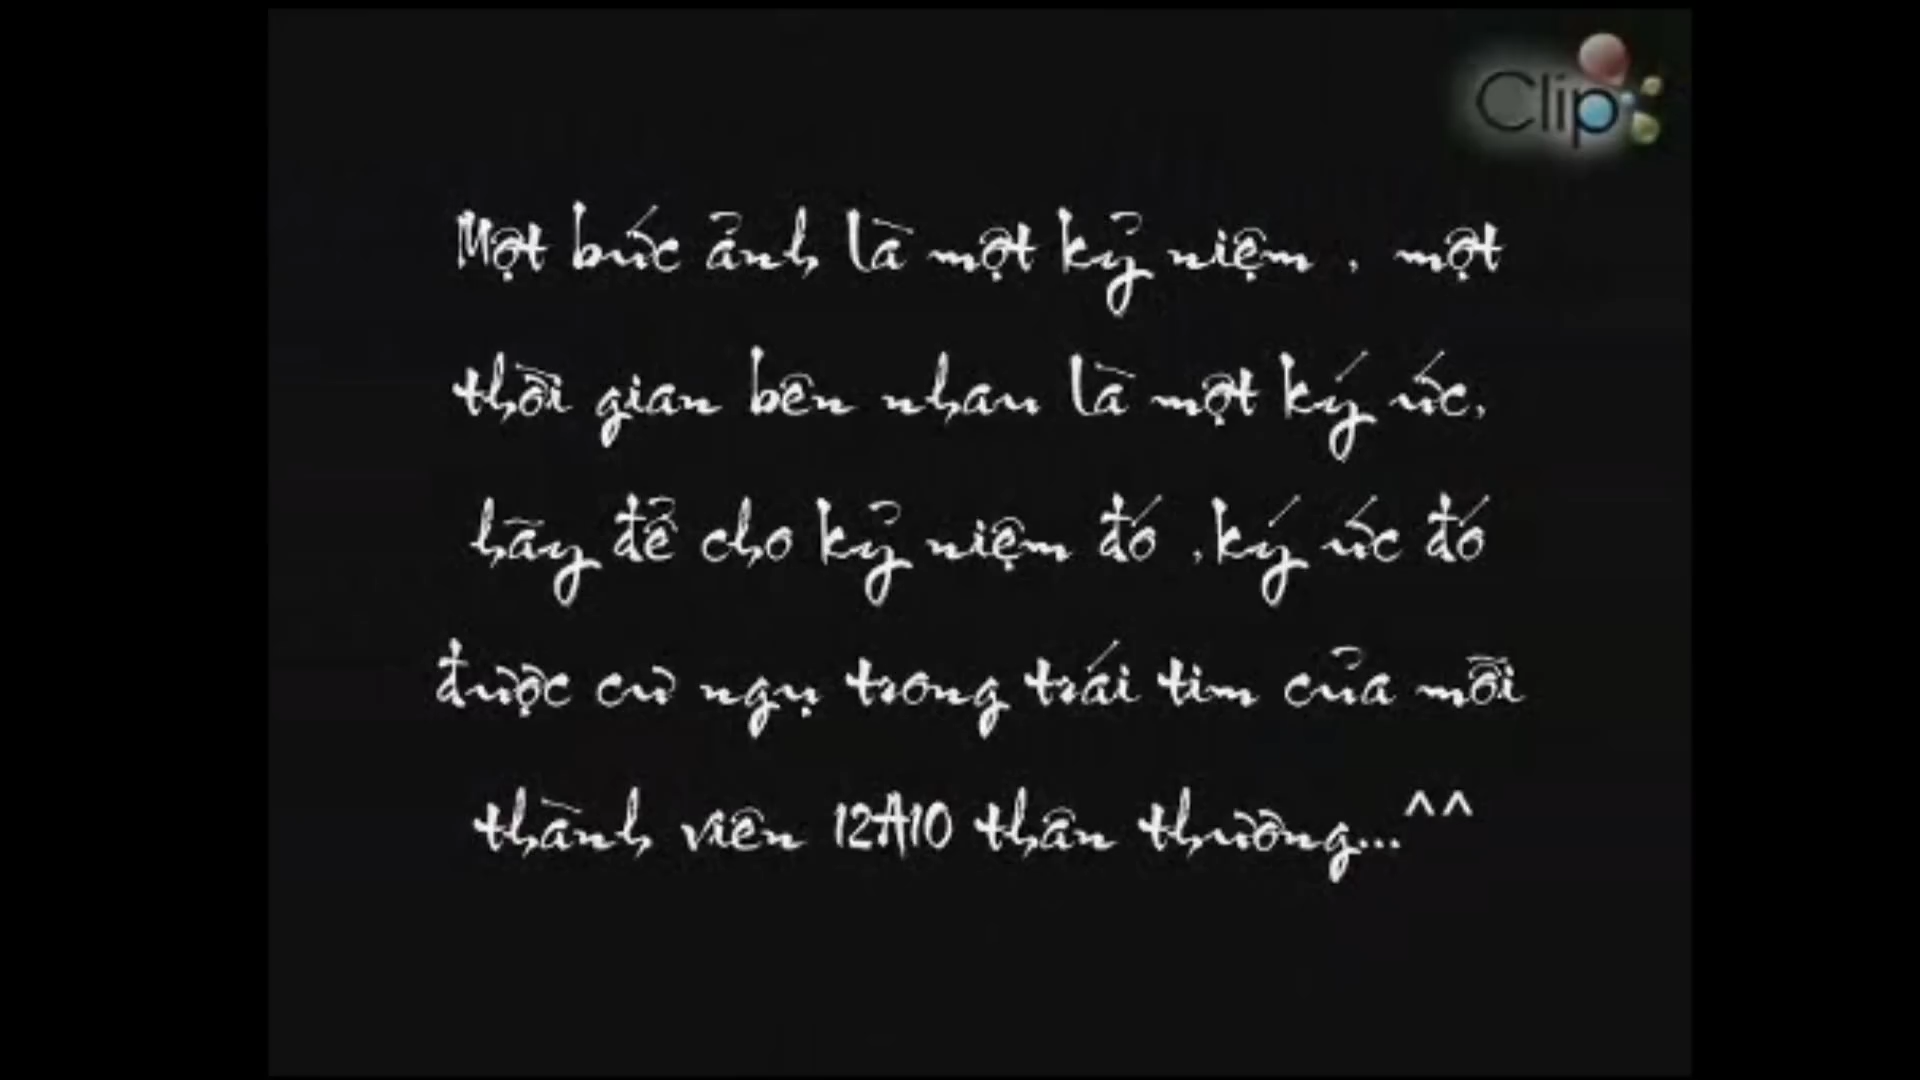 Clip
Một bức ảnh là một kỷ niệm , một
thời gian bên nhau là một ký ức,
hãy để cho kỷ niệm đó ,ký ức đó
được cư ngụ trong trái tim của mỗi
thành viên 12A10 thân thường...^^